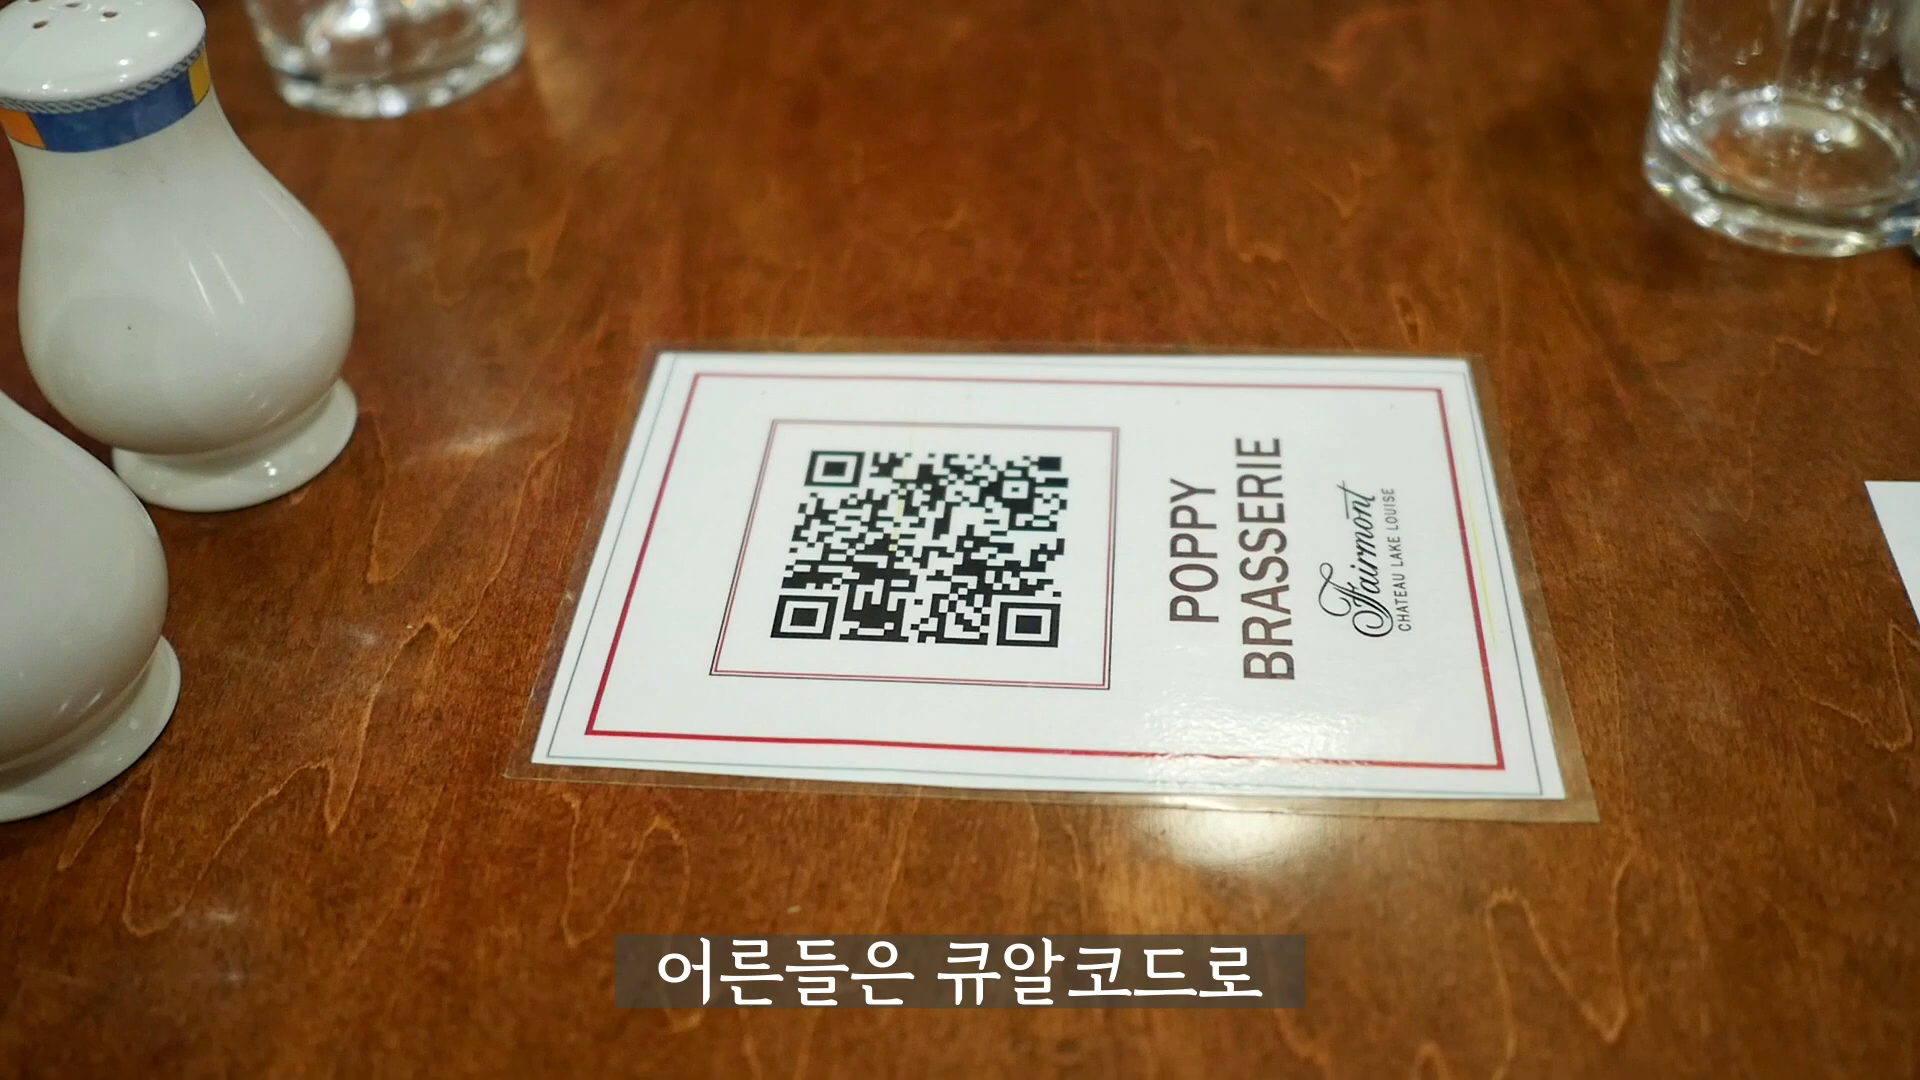 POPPY
BRASSERIE
Fairmont
CHATEAU LAKE LOUISE
어른들은 큐알코드로